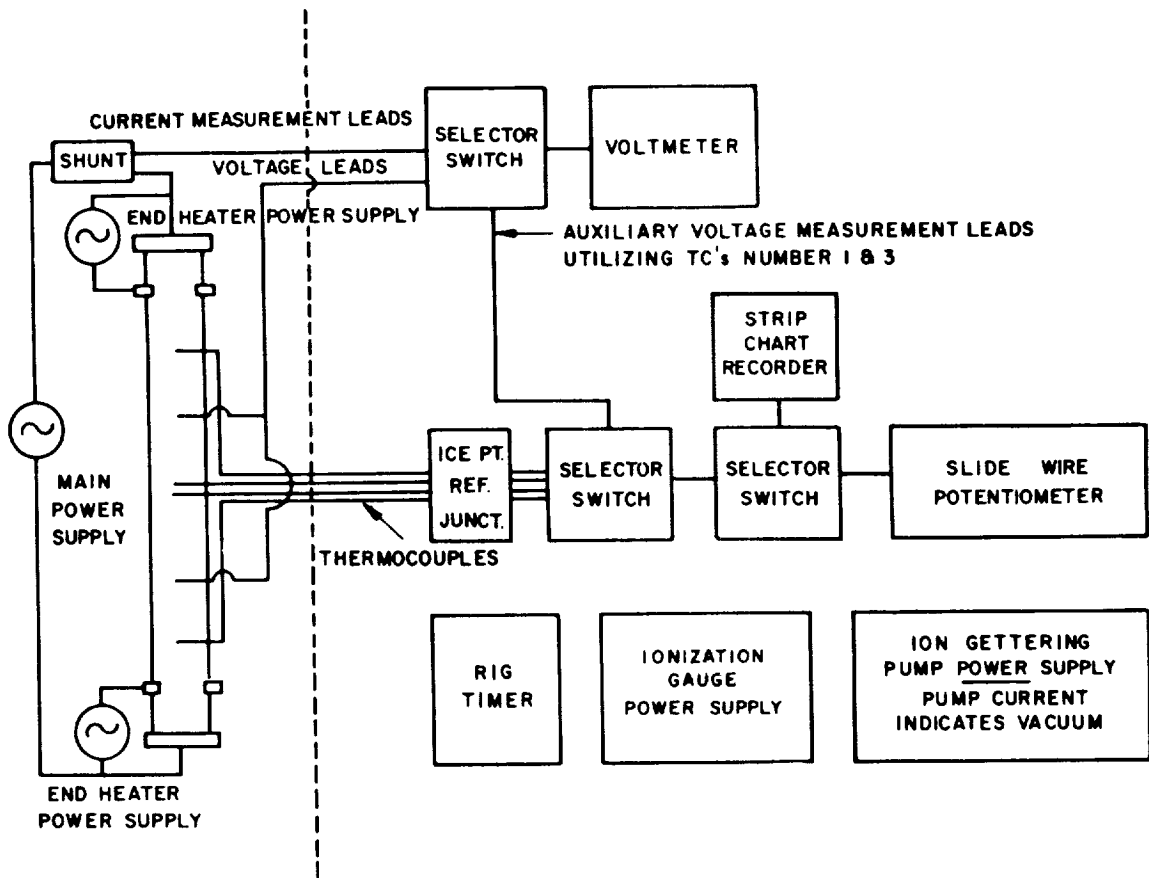 CURRENT MEASUREMENT LEADS
SHUNT
VOLTAGE LEADS
SELECTOR
SWITCH
VOLTMETER
END HEATER POWER SUPPLY
AUXILIARY VOLTAGE MEASUREMENT LEADS
UTILIZING TC's NUMBER 1 & 3
STRIP
CHART
RECORDER
MAIN
POWER
SUPPLY
ICE PT.
REF.
JUNCT.
SELECTOR
SWITCH
SELECTOR
SWITCH
SLIDE WIRE
POTENTIOMETER
THERMOCOUPLES
RIG
TIMER
IONIZATION
GAUGE
POWER SUPPLY
ION GETTERING
PUMP POWER SUPPLY
PUMP CURRENT
INDICATES VACUUM
END HEATER
POWER SUPPLY